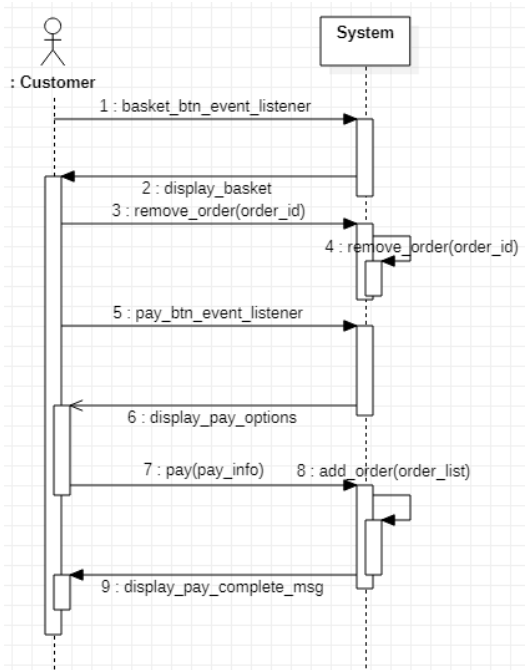 System
: Customer
1 : basket_btn_event_listener
2 : display_basket
3 : remove_order(order_id)
4 : remove_order(order_id)
5 : pay_btn_event_listener
6 : display_pay_options
7 : pay(pay_info)
8 : add_order(order_list)
9 : display_pay_complete_msg